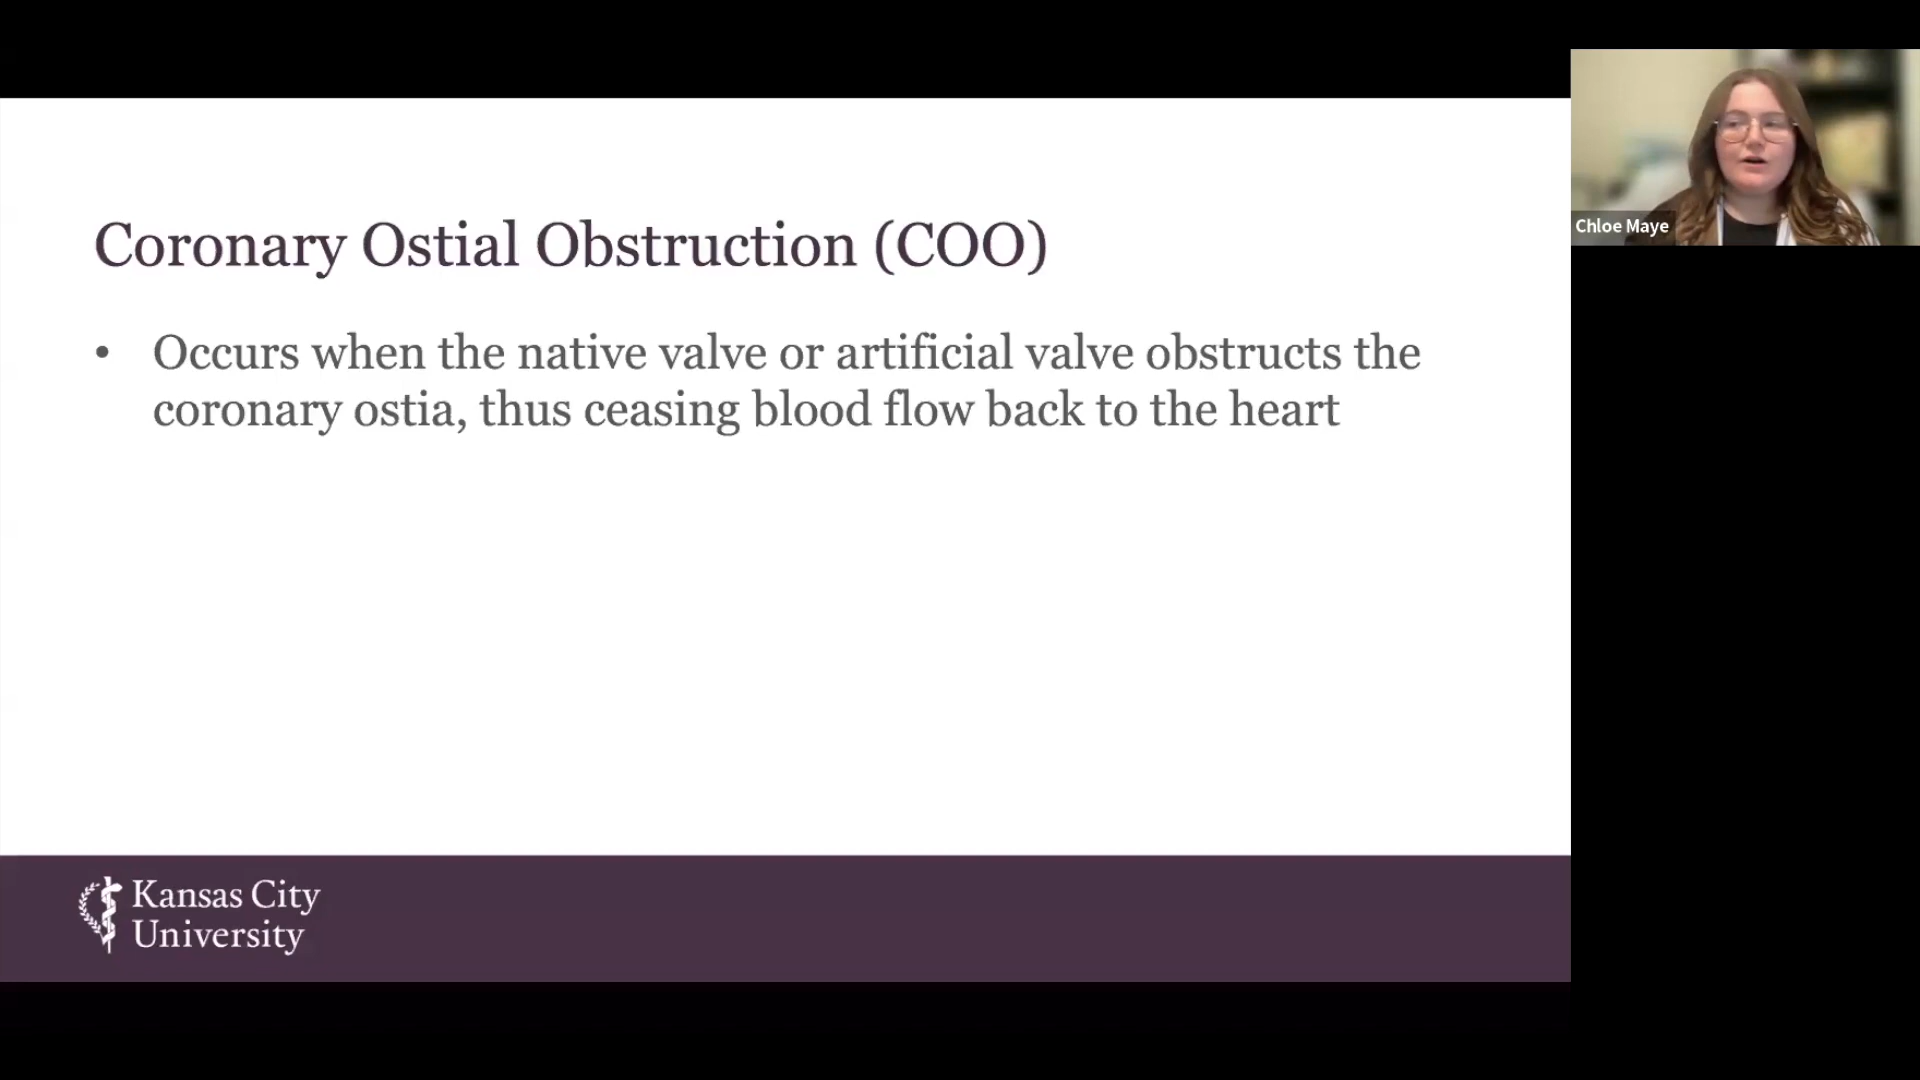 Coronary Ostial Obstruction (COO)
• Occurs when the native valve or artificial valve obstructs the
coronary ostia, thus ceasing blood flow back to the heart
Chloe Maye
Kansas City
University